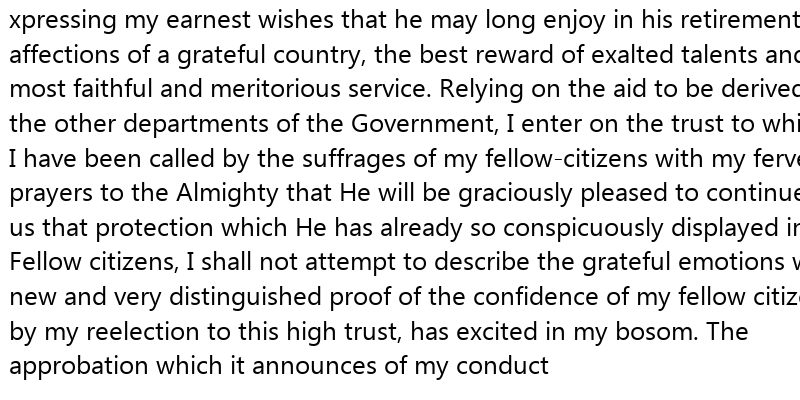 xpressing my earnest wishes that he may long enjoy in his retirement
affections of a grateful country, the best reward of exalted talents and
most faithful and meritorious service. Relying on the aid to be derived
the other departments of the Government, I enter on the trust to whi
I have been called by the suffrages of my fellow-citizens with my ferve
prayers to the Almighty that He will be graciously pleased to continue
us that protection which He has already so conspicuously displayed in
Fellow citizens, I shall not attempt to describe the grateful emotions w
new and very distinguished proof of the confidence of my fellow citize
by my reelection to this high trust, has excited in my bosom. The
approbation which it announces of my conduct